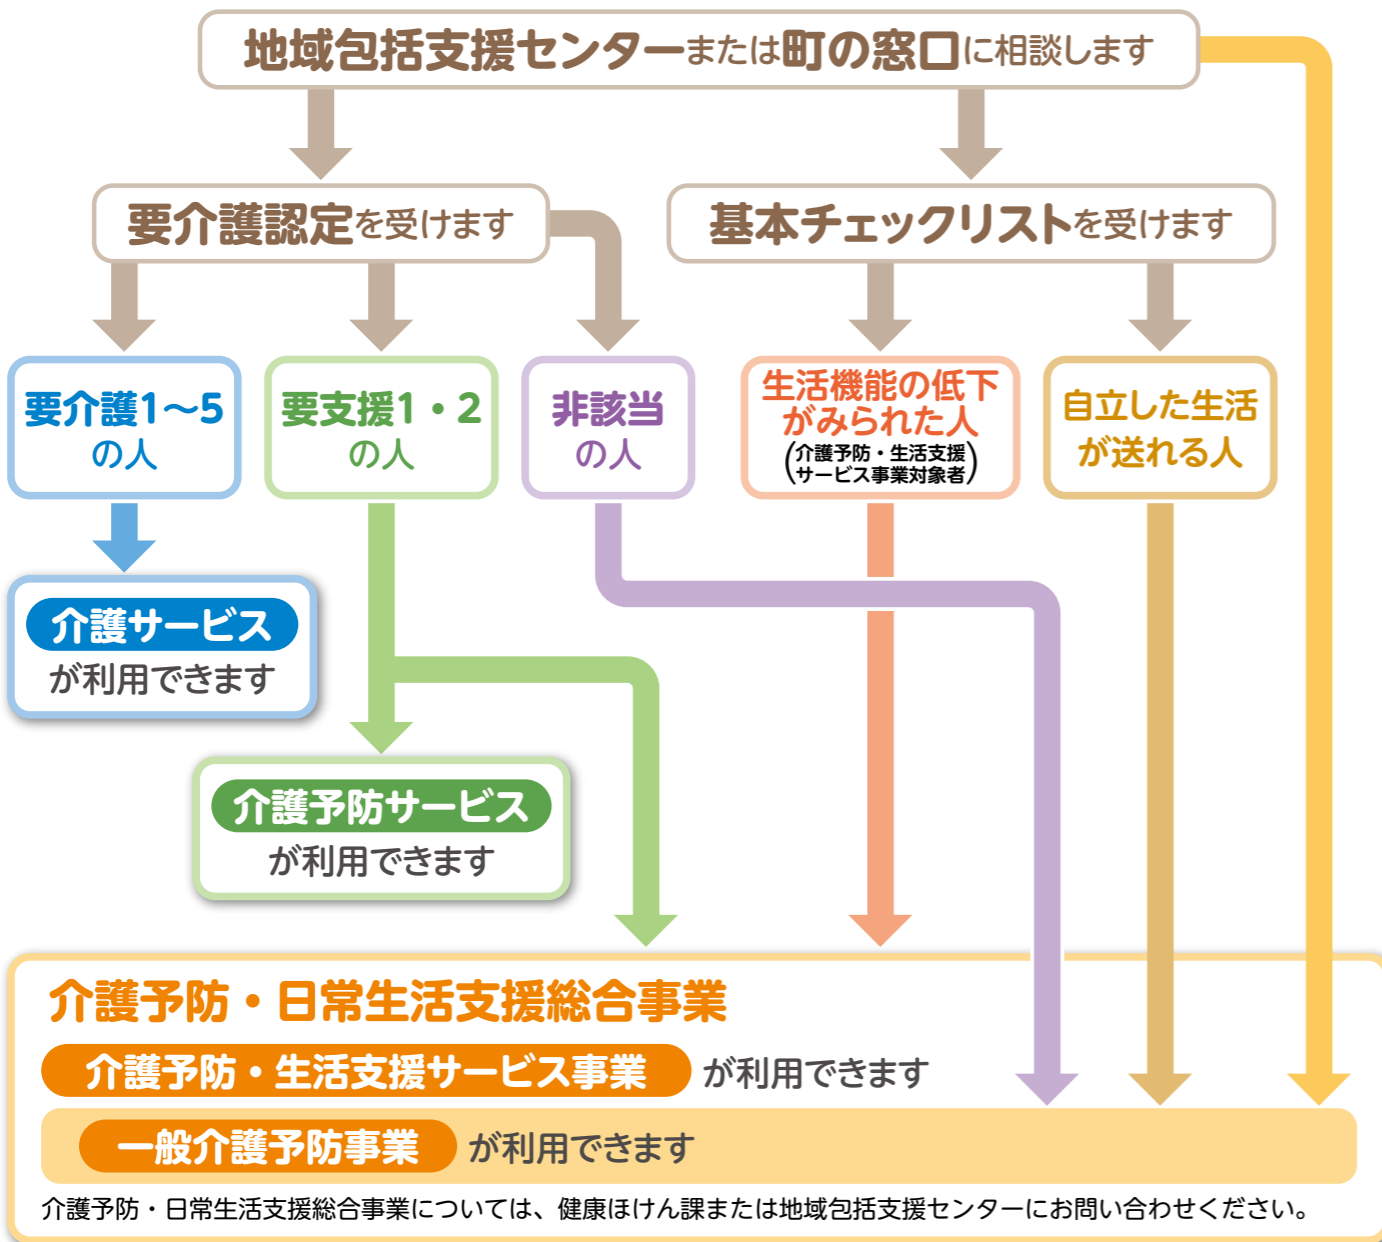 地域包括支援センターまたは町の窓口に相談します
要介護認定を受けます
基本チェックリストを受けます
要介護1～5
の人
要支援1・2
の人
非該当
の人
生活機能の低下
がみられた人
(介護予防・生活支援
サービス事業対象者)
自立した生活
が送れる人
介護サービス
が利用できます
介護予防サービス
が利用できます
介護予防・日常生活支援総合事業
介護予防・生活支援サービス事業 が利用できます
一般介護予防事業 が利用できます
介護予防・日常生活支援総合事業については、健康ほけん課または地域包括支援センターにお問い合わせください。